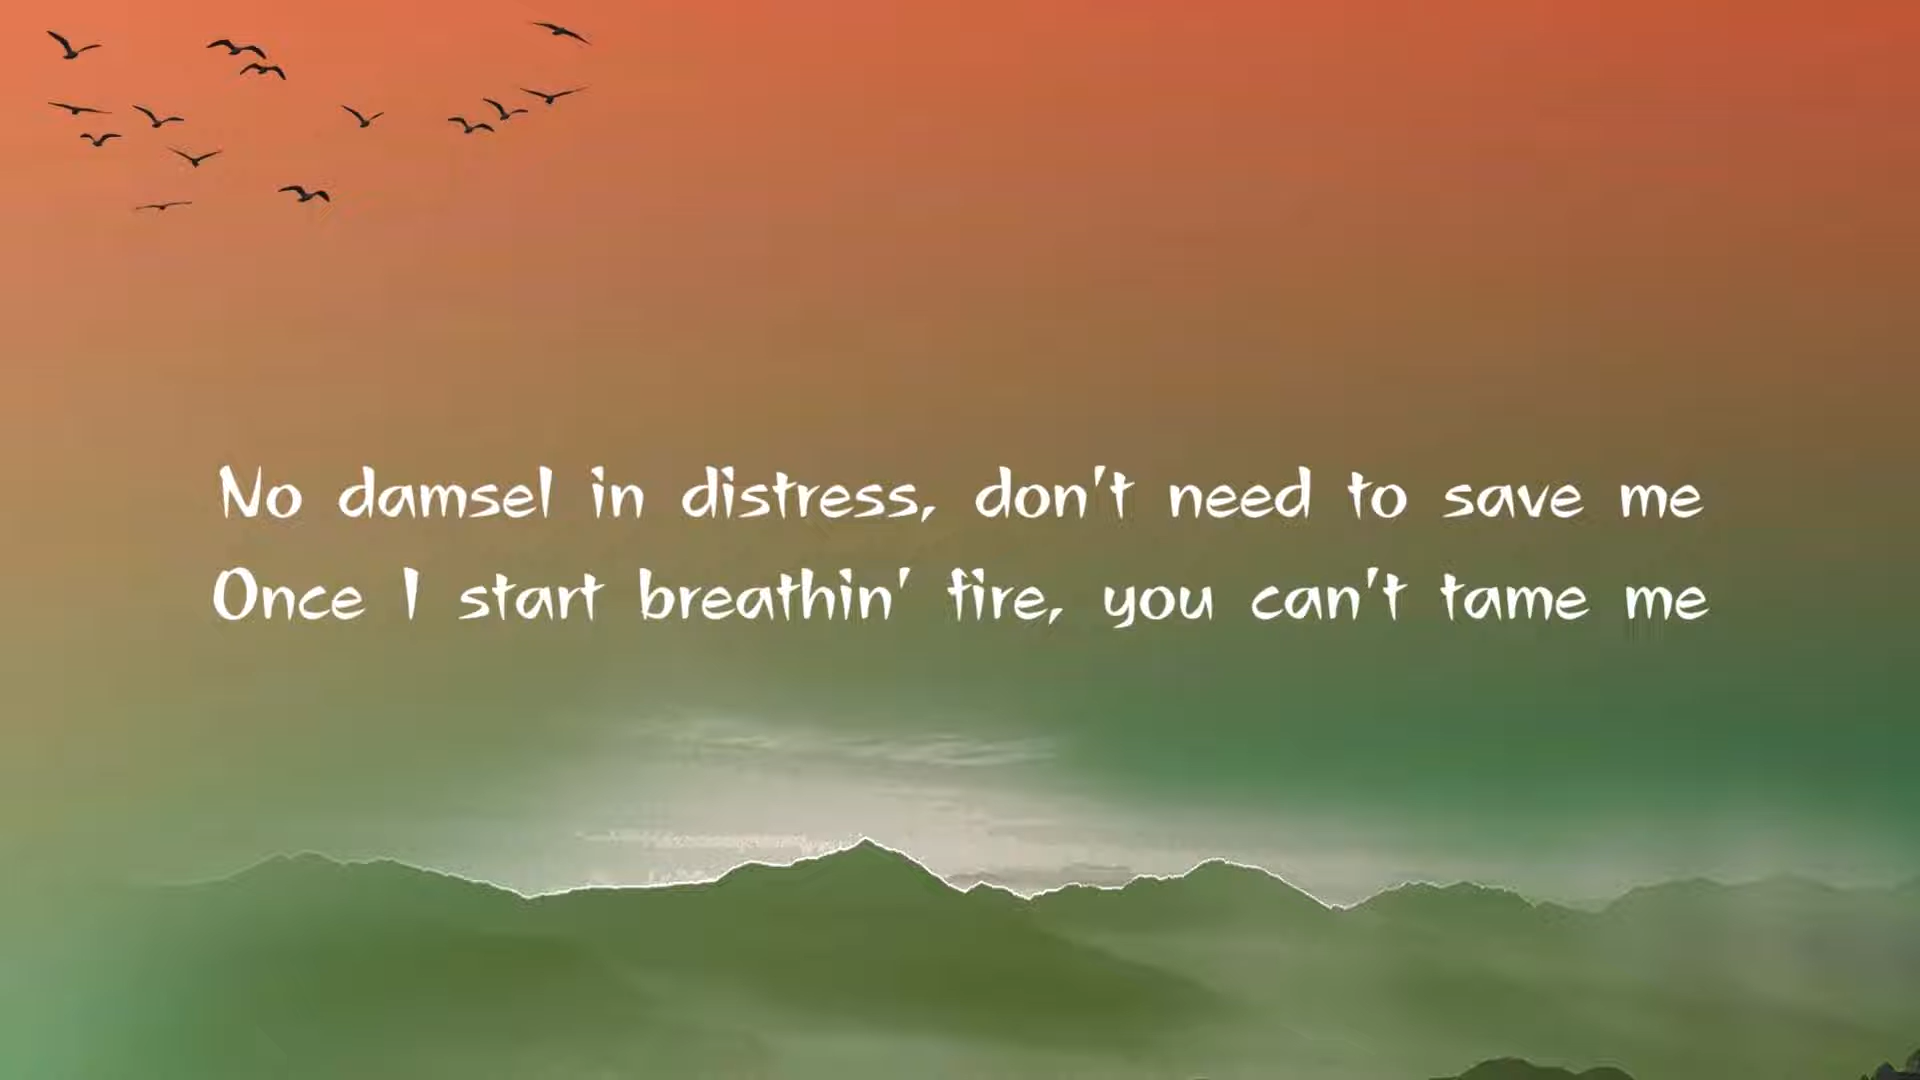 No damsel in distress, don't need to save me
Once I start breathin' fire, you can't tame me